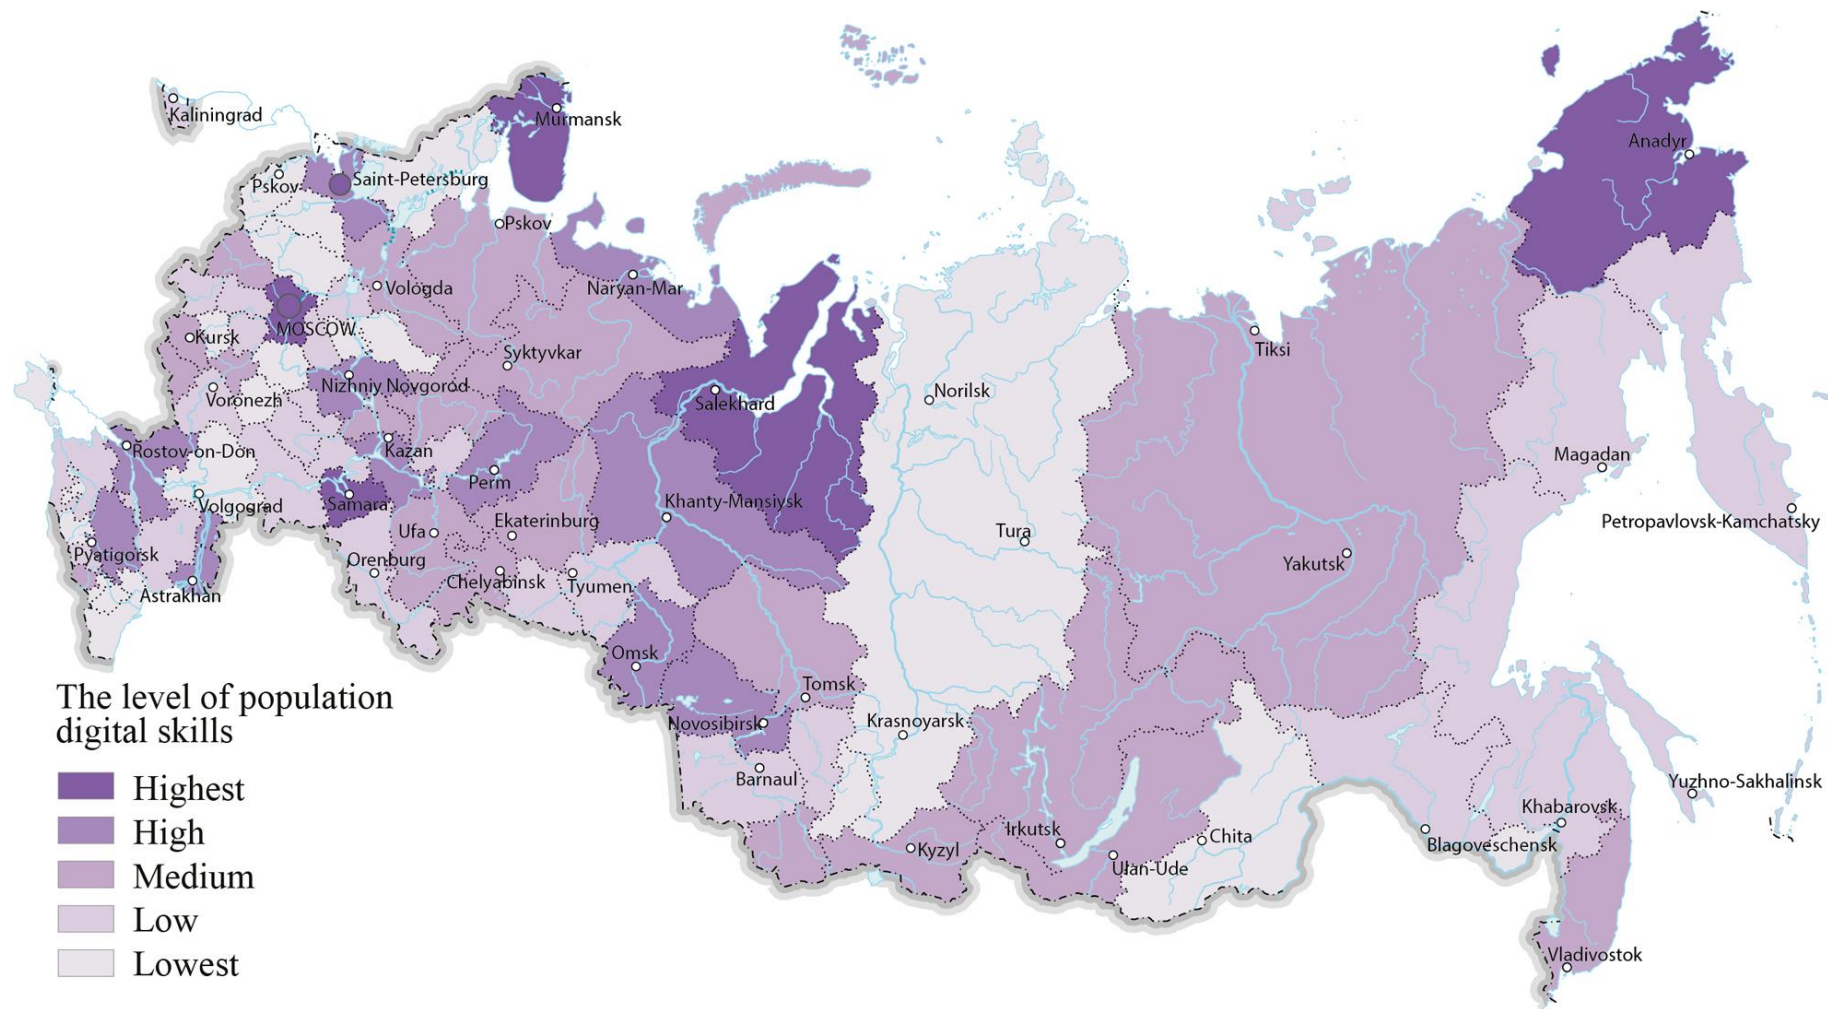 Kaliningrad
Murmansk
Anadyr
Pskov
Saint-Petersburg
Pskov
Naryan-Mar
Vologda
MOSCOW
Kursk
Syktyvkar
Tiksi
Nizhniy Novgorod
Voronezh
Salekhard
Norilsk
Rostov-on-Don
Kazan
Magadan
Perm
Samara
Volgograd
Khanty-Mansiysk
Ekaterinburg
Petropavlovsk-Kamchatsky
Ufa
Tura
Pyatigorsk
Orenburg
Yakutsk
Chelyabinsk
Tyumen
Astrakhan
Omsk
Tomsk
Novosibirsk
Krasnoyarsk
Barnaul
Yuzhno-Sakhalinsk
Khabarovsk
Irkutsk
Chita
Kyzyl
Blagoveschensk
Ulan-Ude
Vladivostok
The level of population
digital skills
Highest
High
Medium
Low
Lowest